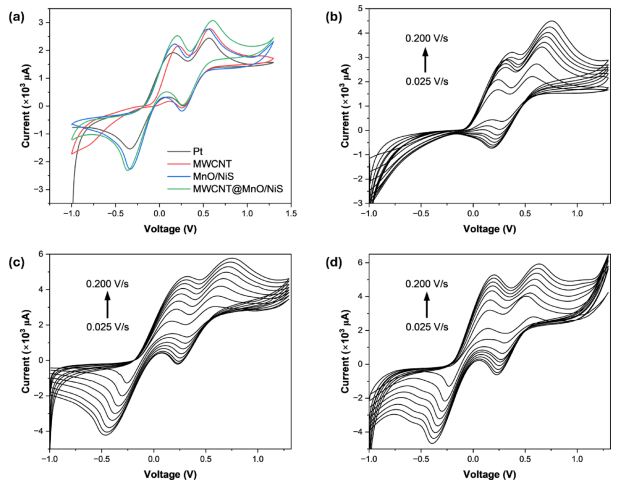 (a)
Current (×10³ µA)
3
2
1
0
−1
−2
−3
Pt
MWCNT
MnO/NiS
MWCNT@MnO/NiS
−1.0 −0.5 0.0 0.5 1.0 1.5
Voltage (V)
(b)
Current (×10³ µA)
5
4
3
2
1
0
−1
−2
−3
0.200 V/s
0.025 V/s
−1.0 −0.5 0.0 0.5 1.0
Voltage (V)
(c)
Current (×10³ µA)
6
4
2
0
−2
−4
0.200 V/s
0.025 V/s
−1.0 −0.5 0.0 0.5 1.0
Voltage (V)
(d)
Current (×10³ µA)
6
4
2
0
−2
−4
0.200 V/s
0.025 V/s
−1.0 −0.5 0.0 0.5 1.0
Voltage (V)